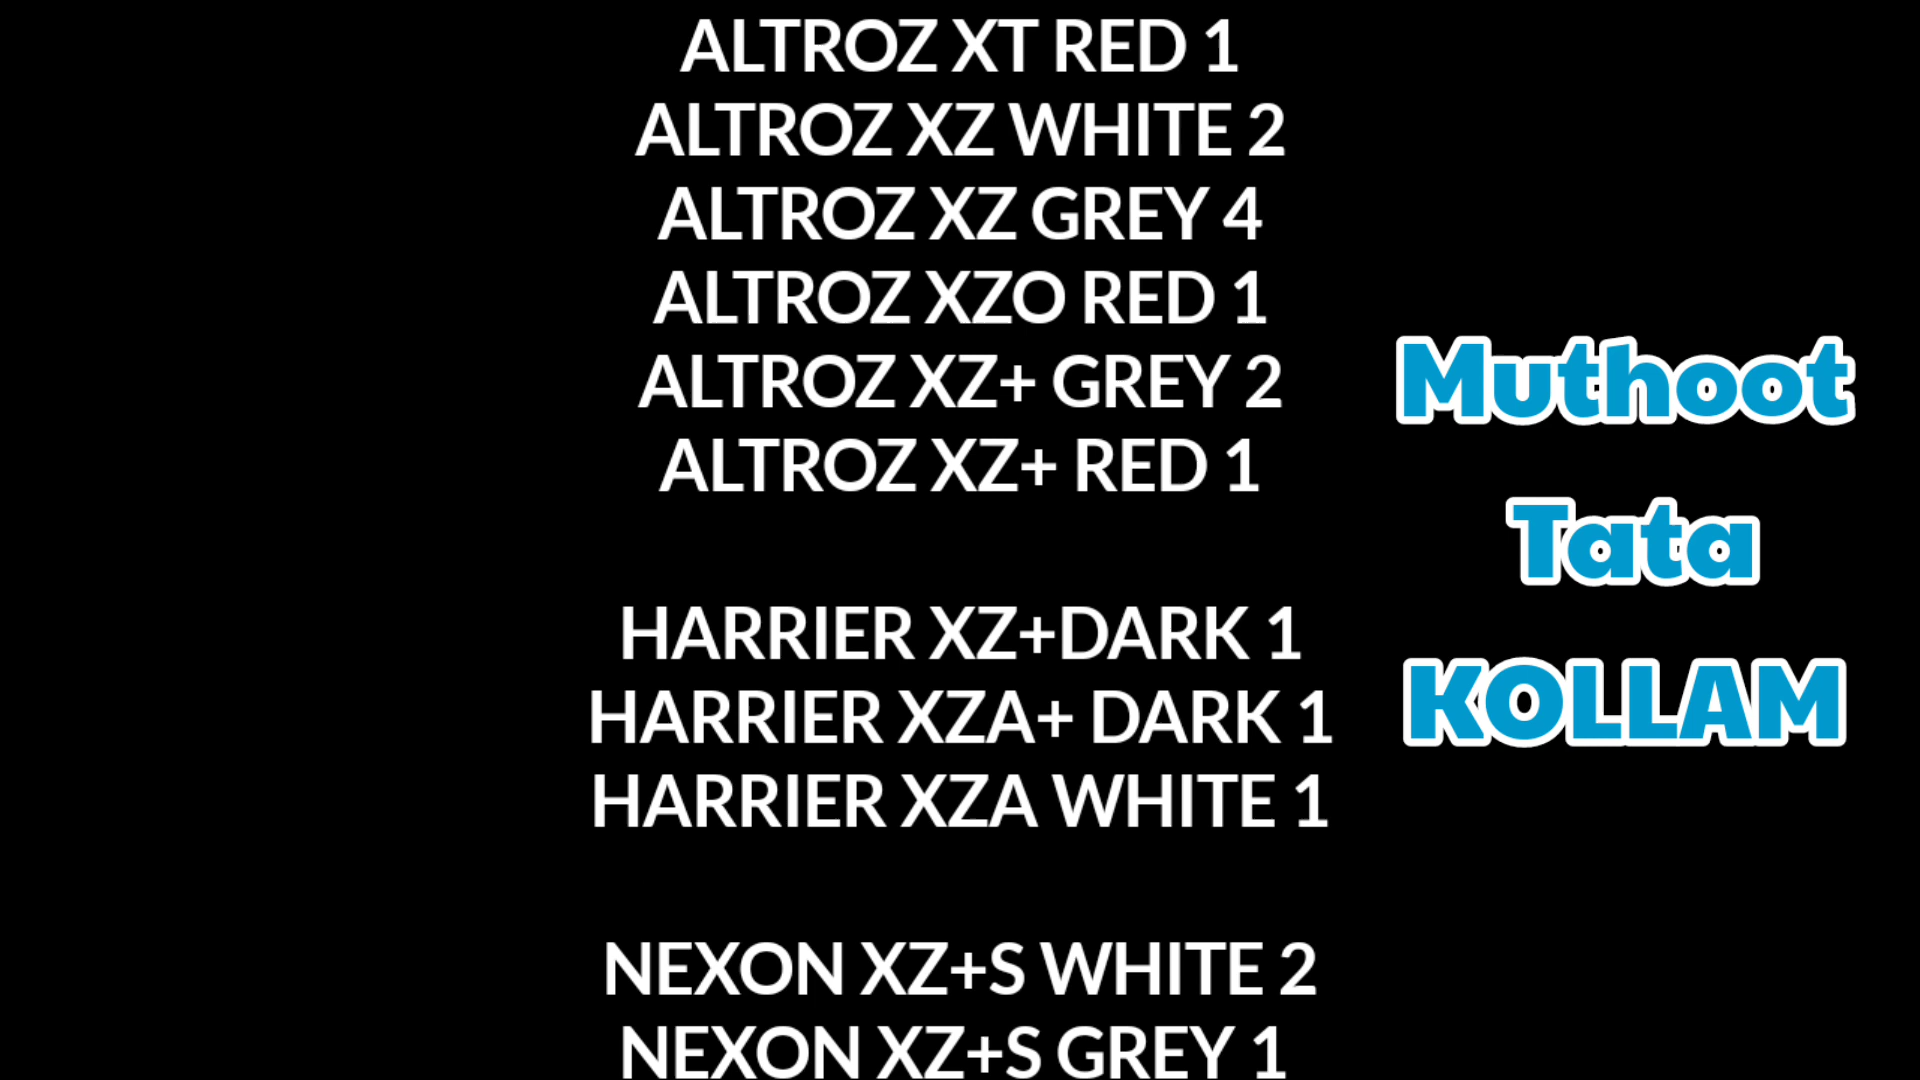 ALTROZ XT RED 1
ALTROZ XZ WHITE 2
ALTROZ XZ GREY 4
ALTROZ XZO RED 1
ALTROZ XZ+ GREY 2
ALTROZ XZ+ RED 1
HARRIER XZ+DARK 1
HARRIER XZA+ DARK 1
HARRIER XZA WHITE 1
NEXON XZ+S WHITE 2
NEXON XZ+S GREY 1
Muthoot
Tata
KOLLAM